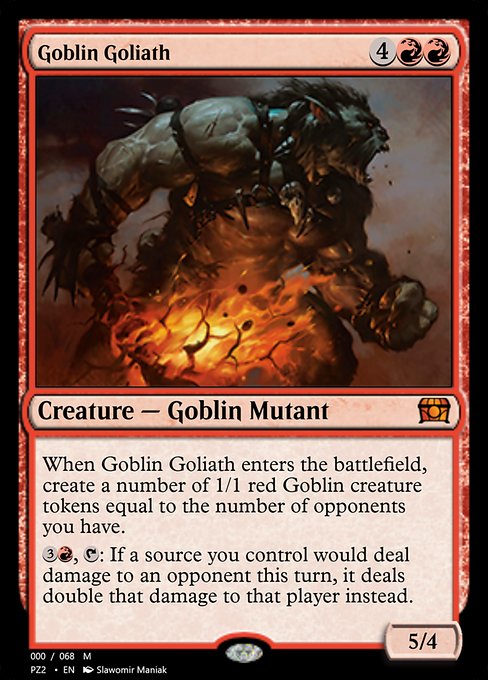 Goblin Goliath 4
Creature — Goblin Mutant
When Goblin Goliath enters the battlefield,
create a number of 1/1 red Goblin creature
tokens equal to the number of opponents
you have.
3, : If a source you control would deal
damage to an opponent this turn, it deals
double that damage to that player instead.
5/4
000 / 068 M
PZ2 • EN Slawomir Maniak